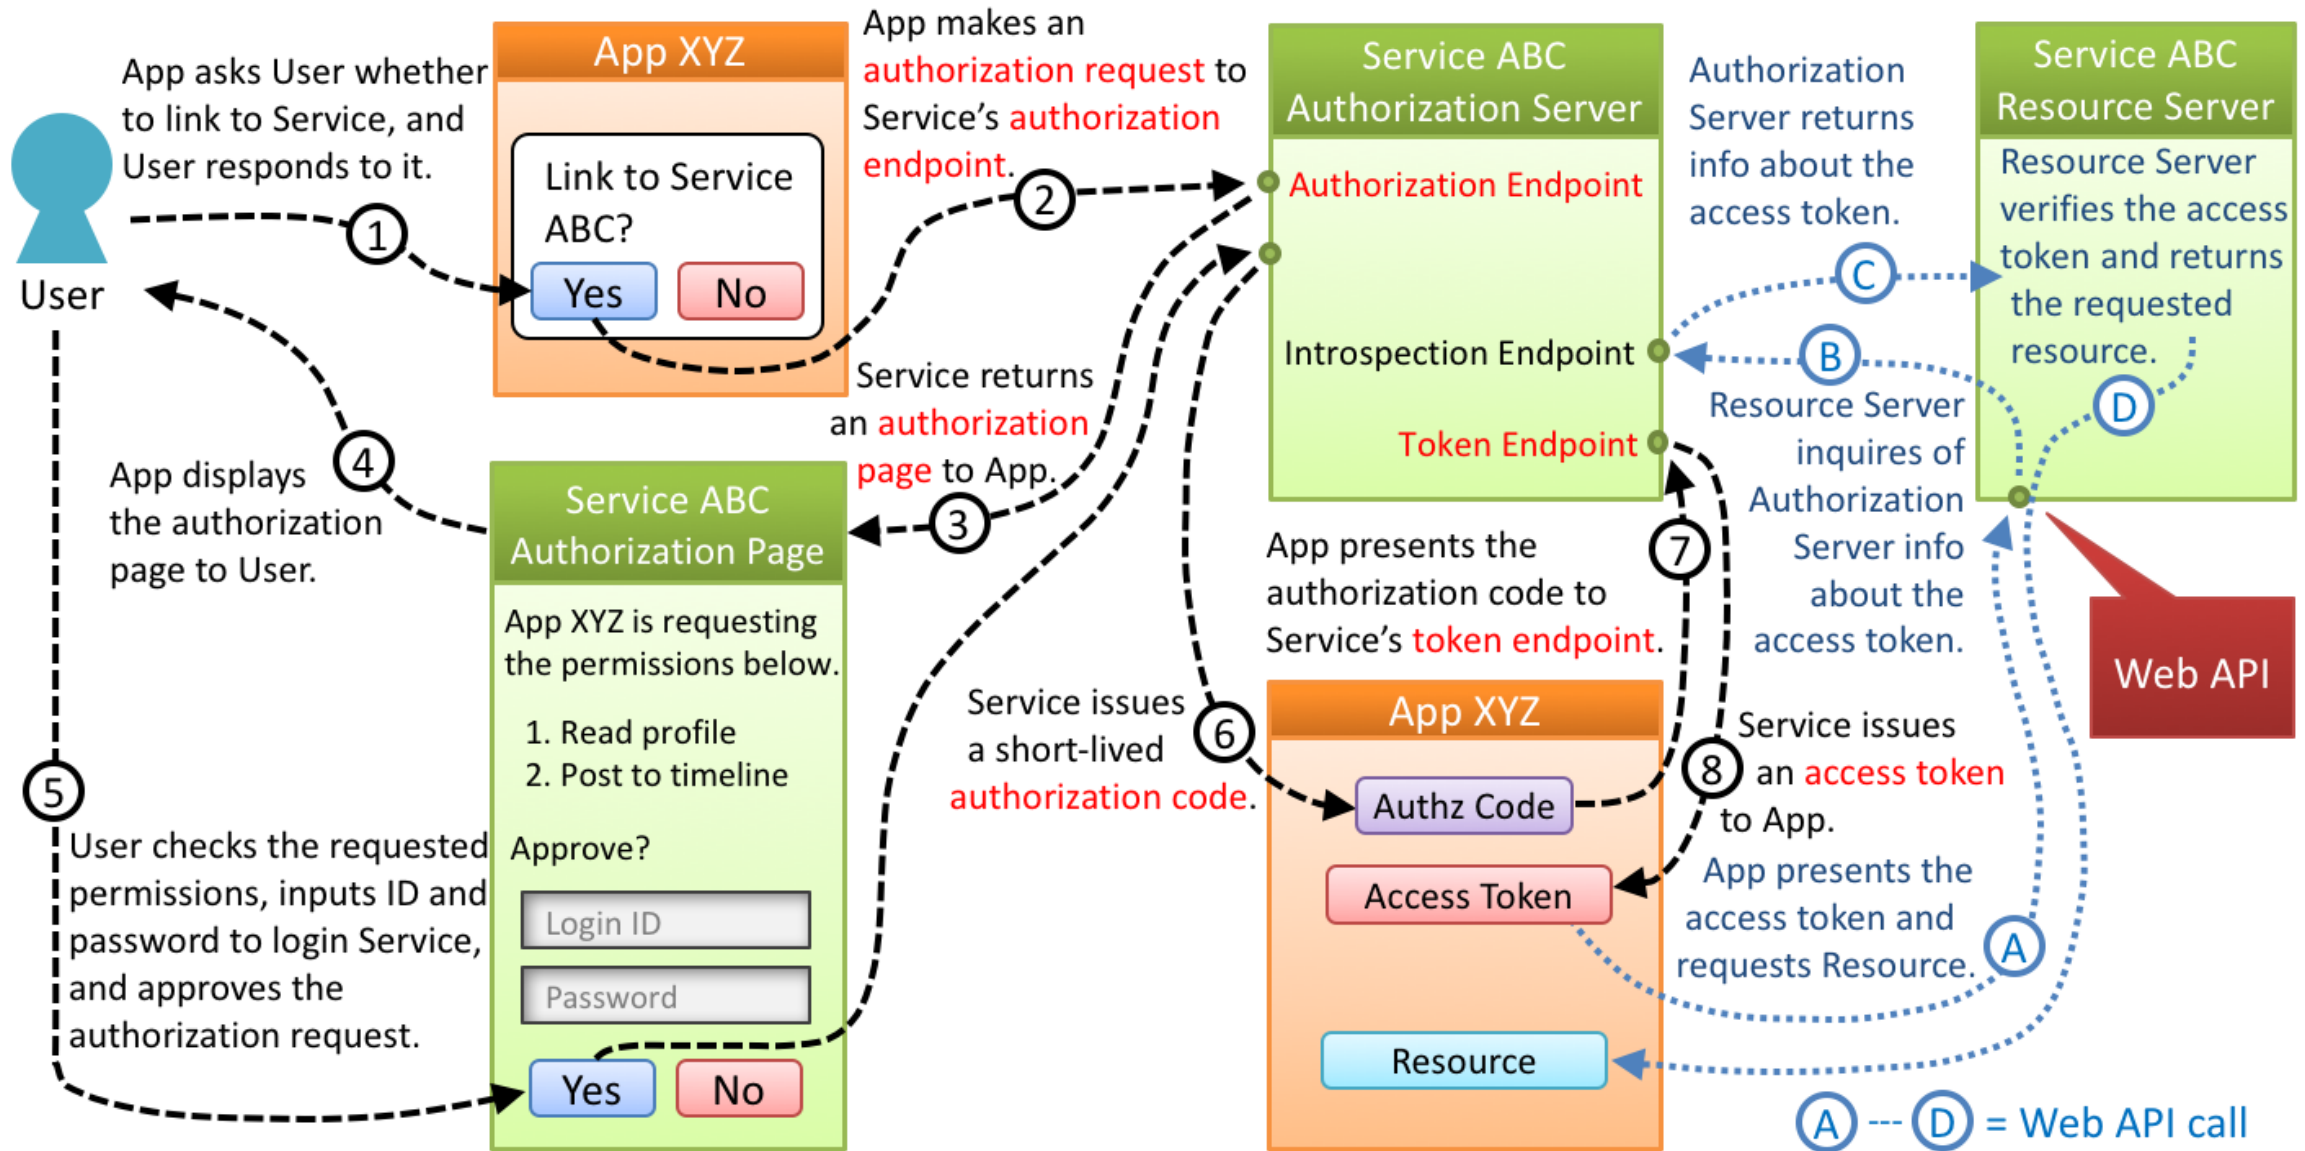 App asks User whether
to link to Service, and
User responds to it.
User
1
App XYZ
Link to Service
ABC?
Yes
No
App makes an
authorization request to
Service's authorization
endpoint.
2
Service ABC
Authorization Server
Authorization Endpoint
Introspection Endpoint
Token Endpoint
Service returns
an authorization
page to App.
3
4
App displays
the authorization
page to User.
Service ABC
Authorization Page
App XYZ is requesting
the permissions below.
1. Read profile
2. Post to timeline
Approve?
Login ID
Password
Yes
No
5
User checks the requested
permissions, inputs ID and
password to login Service,
and approves the
authorization request.
Service issues
a short-lived
authorization code.
6
App presents the
authorization code to
Service's token endpoint.
7
App XYZ
Authz Code
Access Token
Resource
8
Service issues
an access token
to App.
App presents the
access token and
requests Resource.
A
Resource Server
inquires of
Authorization
Server info
about the
access token.
B
Authorization
Server returns
info about the
access token.
C
Service ABC
Resource Server
Resource Server
verifies the access
token and returns
the requested
resource.
D
Web API
A --- D = Web API call